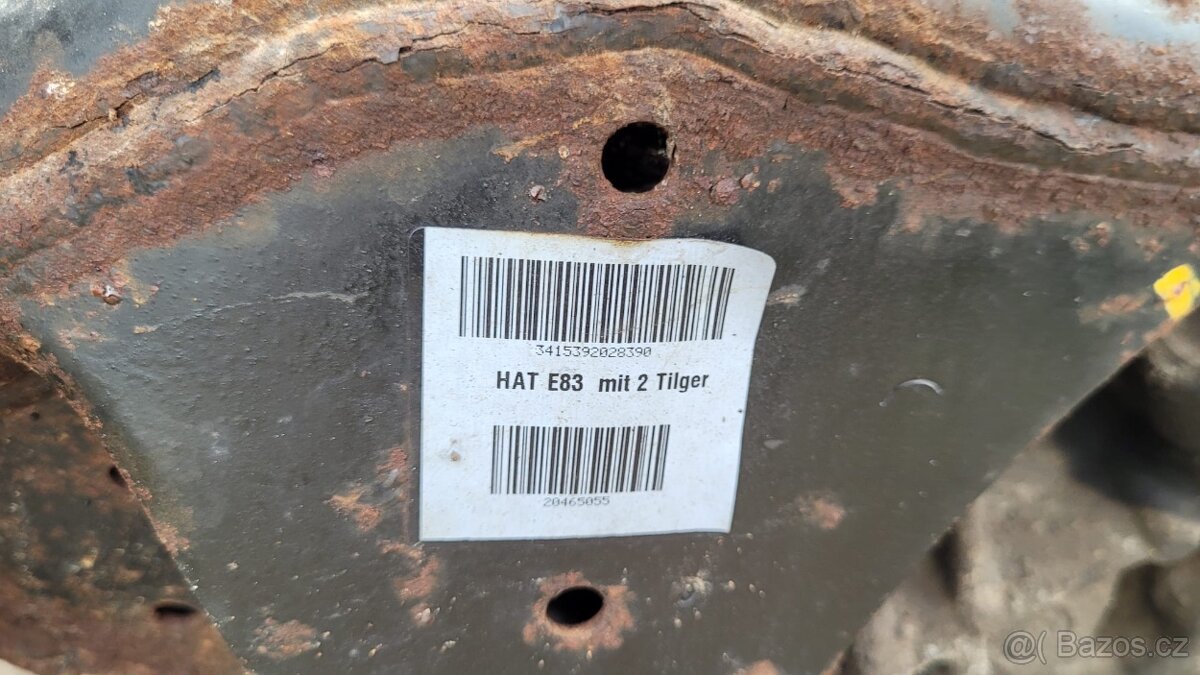 3415392028390
HAT E83 mit 2 Tilger
20465055
@( Bazos.cz